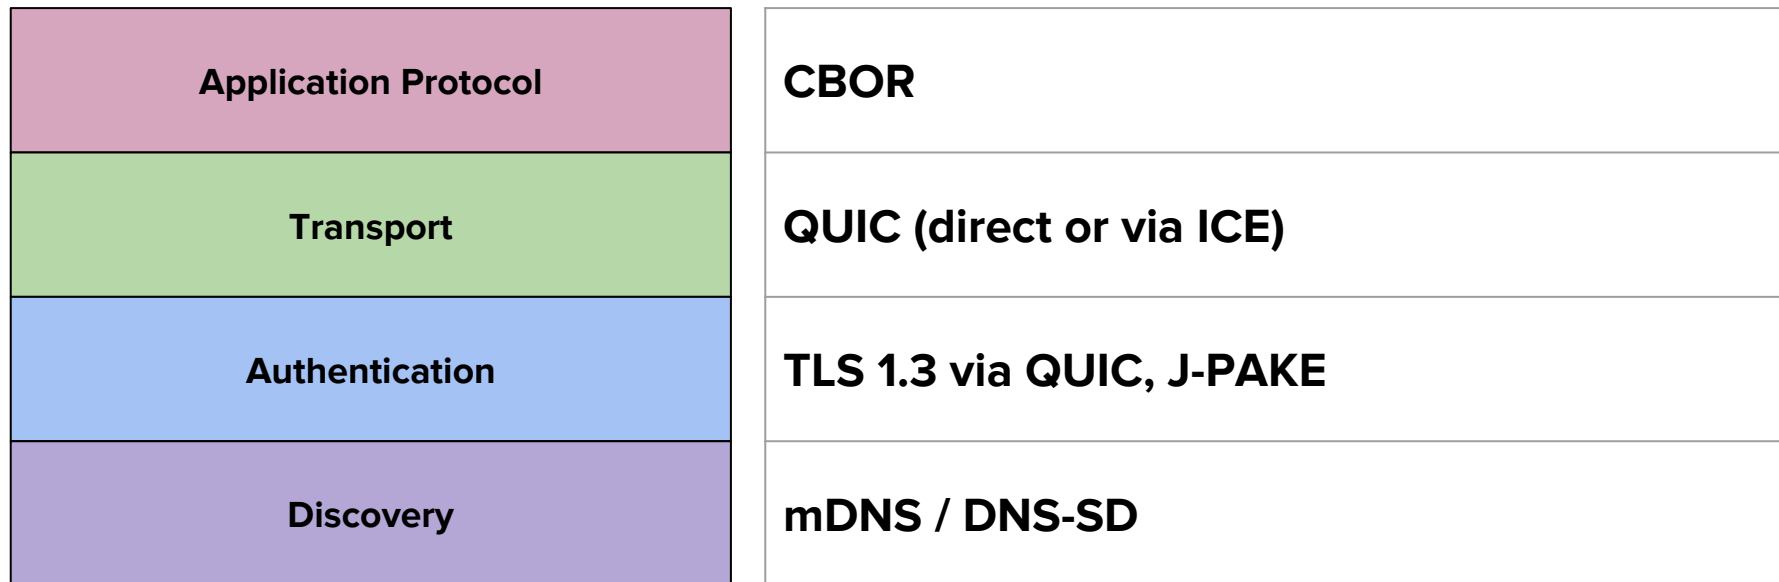 Application Protocol
CBOR
Transport
QUIC (direct or via ICE)
Authentication
TLS 1.3 via QUIC, J-PAKE
Discovery
mDNS / DNS-SD